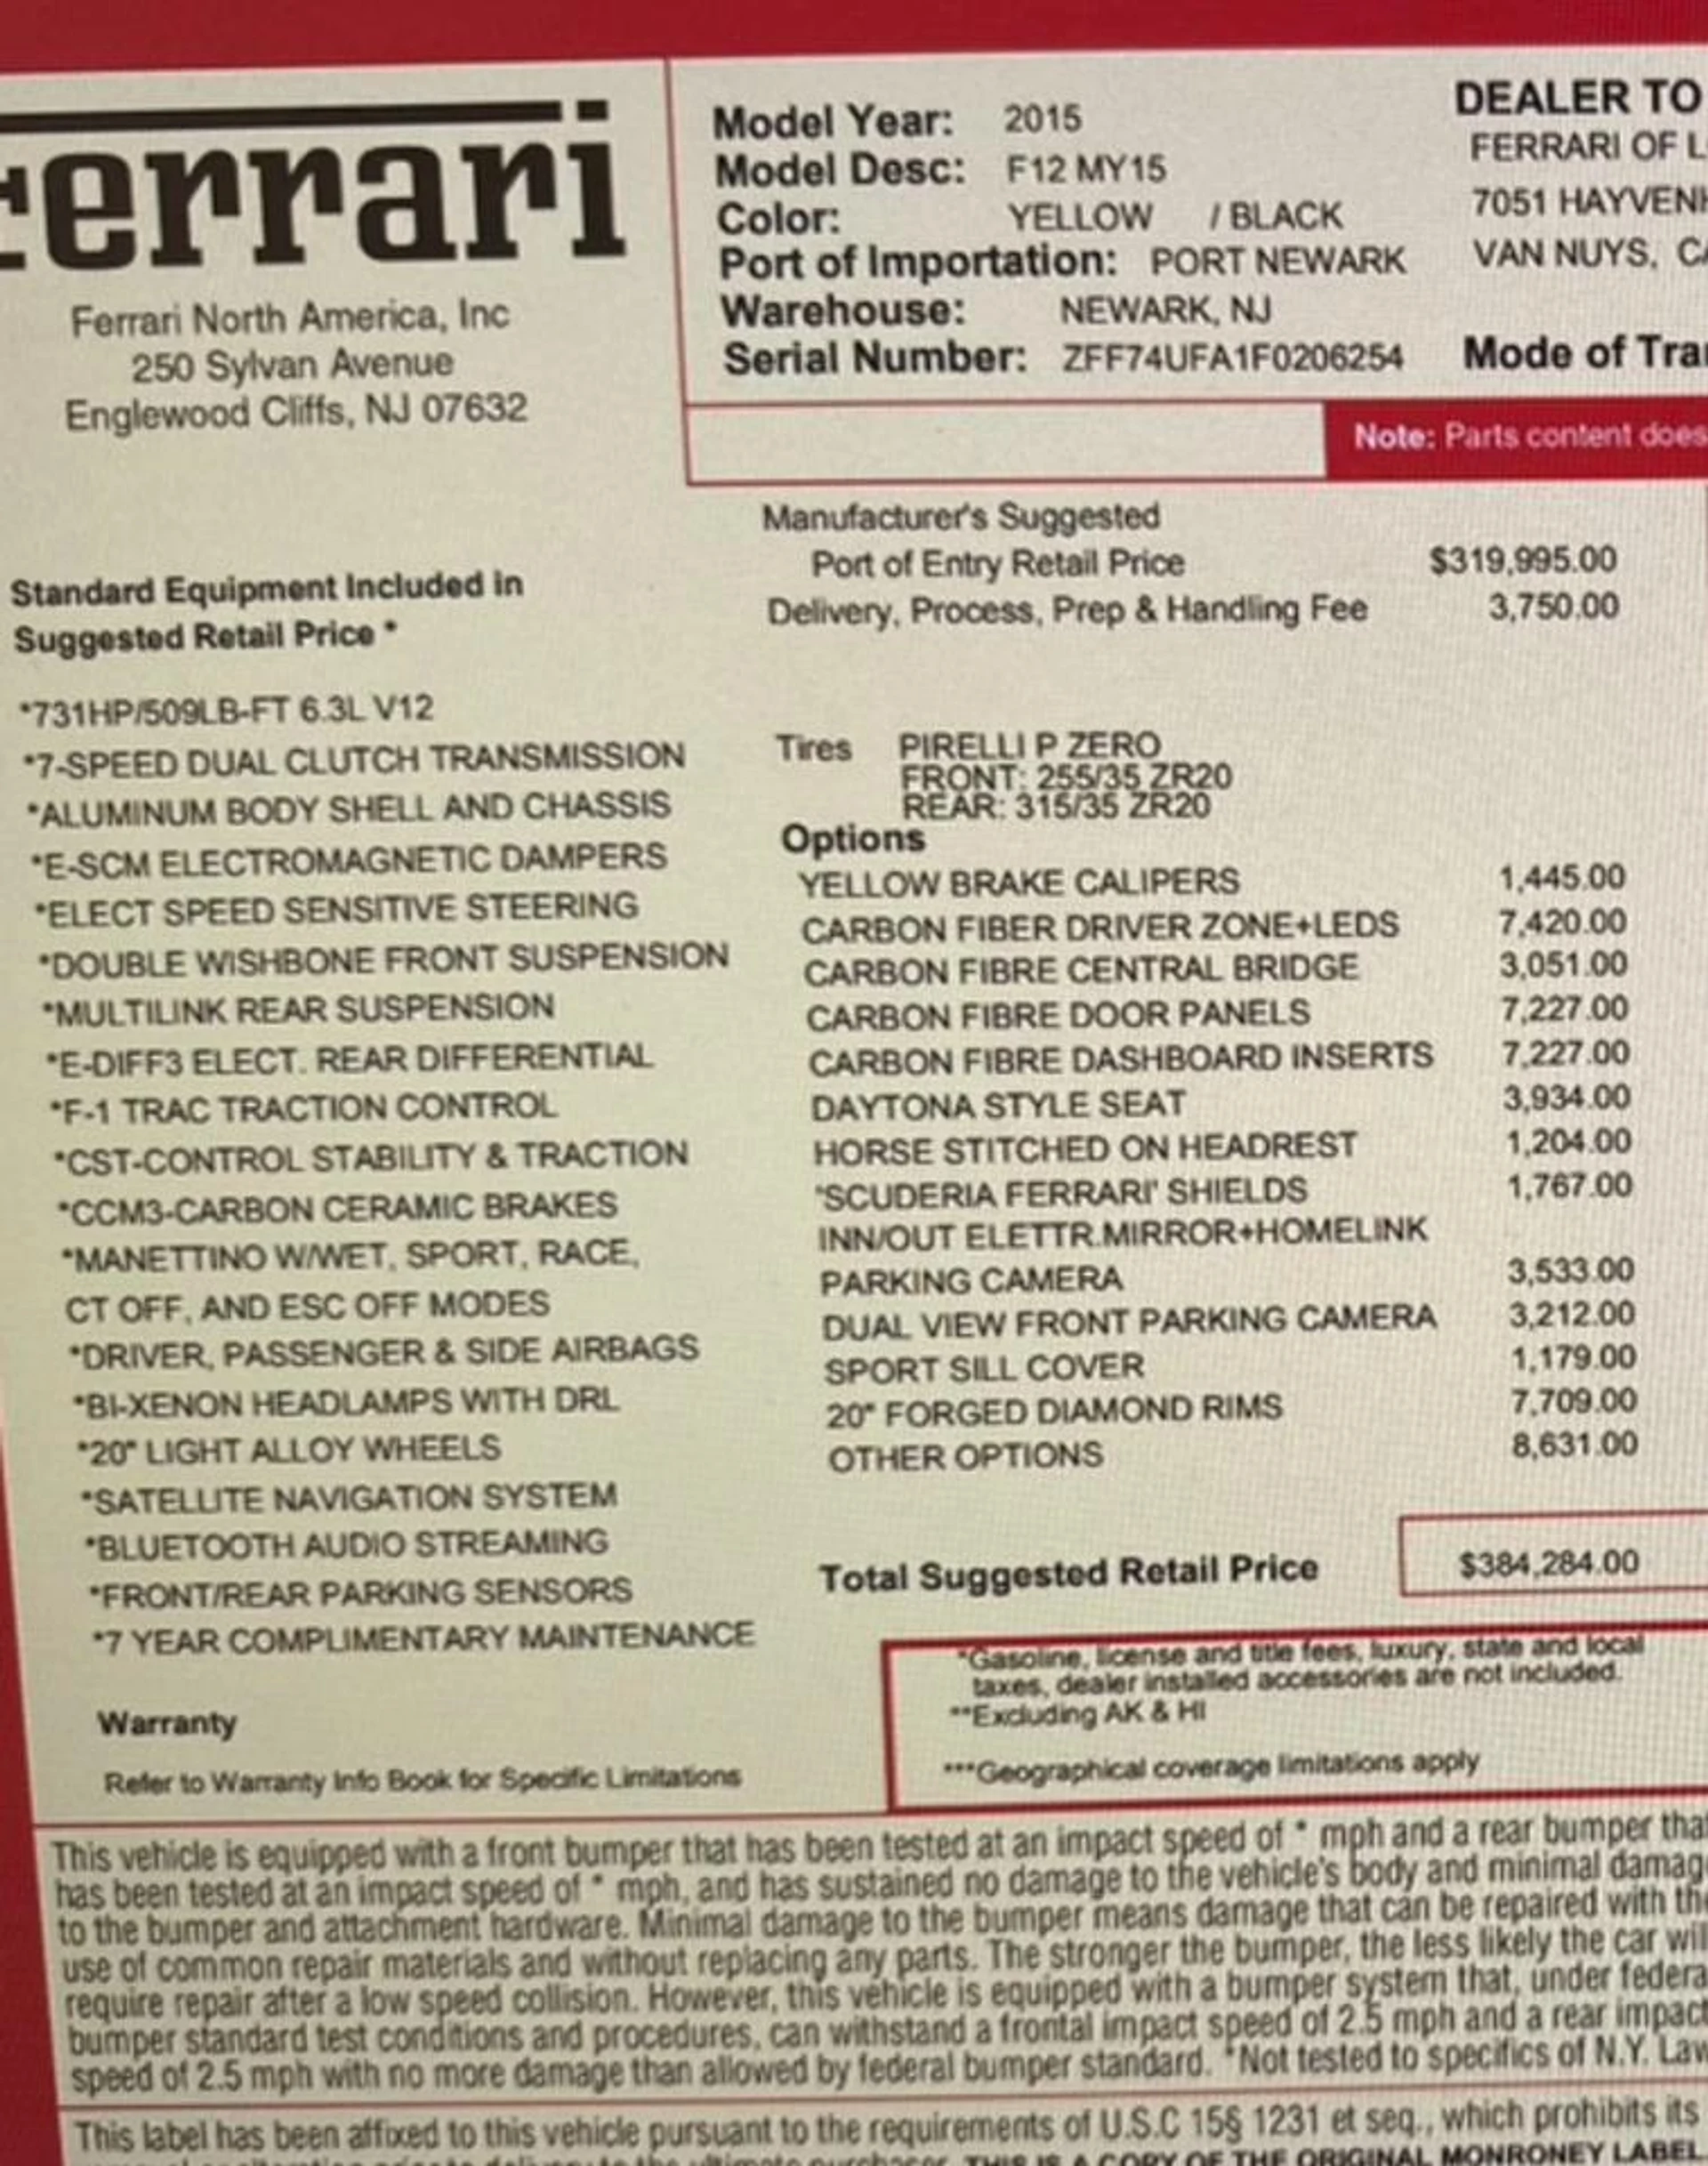 Ferrari
Ferrari North America, Inc
250 Sylvan Avenue
Englewood Cliffs, NJ 07632
Model Year: 2015
Model Desc: F12 MY15
Color: YELLOW / BLACK
Port of Importation: PORT NEWARK
Warehouse: NEWARK, NJ
Serial Number: ZFF74UFA1F0206254
DEALER TO
FERRARI OF L
7051 HAYVENH
VAN NUYS, CA
Mode of Tra
Note: Parts content does
Standard Equipment Included in
Suggested Retail Price *
*731HP/509LB-FT 6.3L V12
*7-SPEED DUAL CLUTCH TRANSMISSION
*ALUMINUM BODY SHELL AND CHASSIS
*E-SCM ELECTROMAGNETIC DAMPERS
*ELECT SPEED SENSITIVE STEERING
*DOUBLE WISHBONE FRONT SUSPENSION
*MULTILINK REAR SUSPENSION
*E-DIFF3 ELECT. REAR DIFFERENTIAL
*F-1 TRAC TRACTION CONTROL
*CST-CONTROL STABILITY & TRACTION
*CCM3-CARBON CERAMIC BRAKES
*MANETTINO W/WET, SPORT, RACE,
CT OFF, AND ESC OFF MODES
*DRIVER, PASSENGER & SIDE AIRBAGS
*BI-XENON HEADLAMPS WITH DRL
*20" LIGHT ALLOY WHEELS
*SATELLITE NAVIGATION SYSTEM
*BLUETOOTH AUDIO STREAMING
*FRONT/REAR PARKING SENSORS
*7 YEAR COMPLIMENTARY MAINTENANCE
Warranty
Refer to Warranty Info Book for Specific Limitations
Manufacturer's Suggested
Port of Entry Retail Price $319,995.00
Delivery, Process, Prep & Handling Fee 3,750.00
Tires PIRELLI P ZERO
FRONT: 255/35 ZR20
REAR: 315/35 ZR20
Options
YELLOW BRAKE CALIPERS 1,445.00
CARBON FIBER DRIVER ZONE+LEDS 7,420.00
CARBON FIBRE CENTRAL BRIDGE 3,051.00
CARBON FIBRE DOOR PANELS 7,227.00
CARBON FIBRE DASHBOARD INSERTS 7,227.00
DAYTONA STYLE SEAT 3,934.00
HORSE STITCHED ON HEADREST 1,204.00
'SCUDERIA FERRARI' SHIELDS 1,767.00
INN/OUT ELETTR.MIRROR+HOMELINK
PARKING CAMERA 3,533.00
DUAL VIEW FRONT PARKING CAMERA 3,212.00
SPORT SILL COVER 1,179.00
20" FORGED DIAMOND RIMS 7,709.00
OTHER OPTIONS 8,631.00
Total Suggested Retail Price $384,284.00
*Gasoline, license and title fees, luxury, state and local
taxes, dealer installed accessories are not included.
**Excluding AK & HI
***Geographical coverage limitations apply
This vehicle is equipped with a front bumper that has been tested at an impact speed of * mph and a rear bumper that
has been tested at an impact speed of * mph, and has sustained no damage to the vehicle's body and minimal damag
to the bumper and attachment hardware. Minimal damage to the bumper means damage that can be repaired with the
use of common repair materials and without replacing any parts. The stronger the bumper, the less likely the car will
require repair after a low speed collision. However, this vehicle is equipped with a bumper system that, under federa
bumper standard test conditions and procedures, can withstand a frontal impact speed of 2.5 mph and a rear impact
speed of 2.5 mph with no more damage than allowed by federal bumper standard. *Not tested to specifics of N.Y. Law
This label has been affixed to this vehicle pursuant to the requirements of U.S.C 15§ 1231 et seq., which prohibits its
THIS IS A COPY OF THE ORIGINAL MONRONEY LABEL